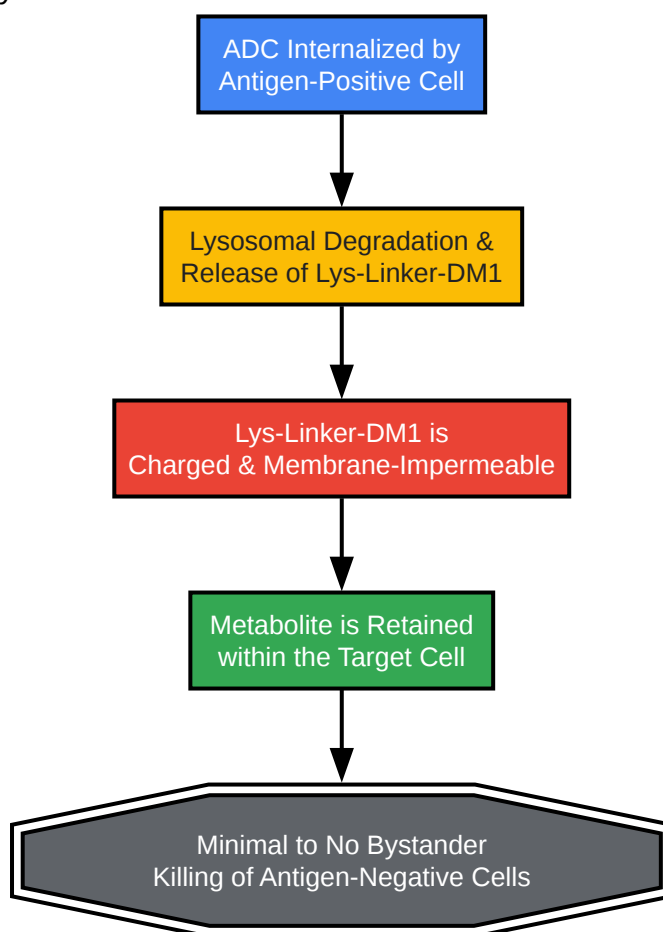 ADC Internalized by
Antigen-Positive Cell
Lysosomal Degradation &
Release of Lys-Linker-DM1
Lys-Linker-DM1 is
Charged & Membrane-Impermeable
Metabolite is Retained
within the Target Cell
Minimal to No Bystander
Killing of Antigen-Negative Cells